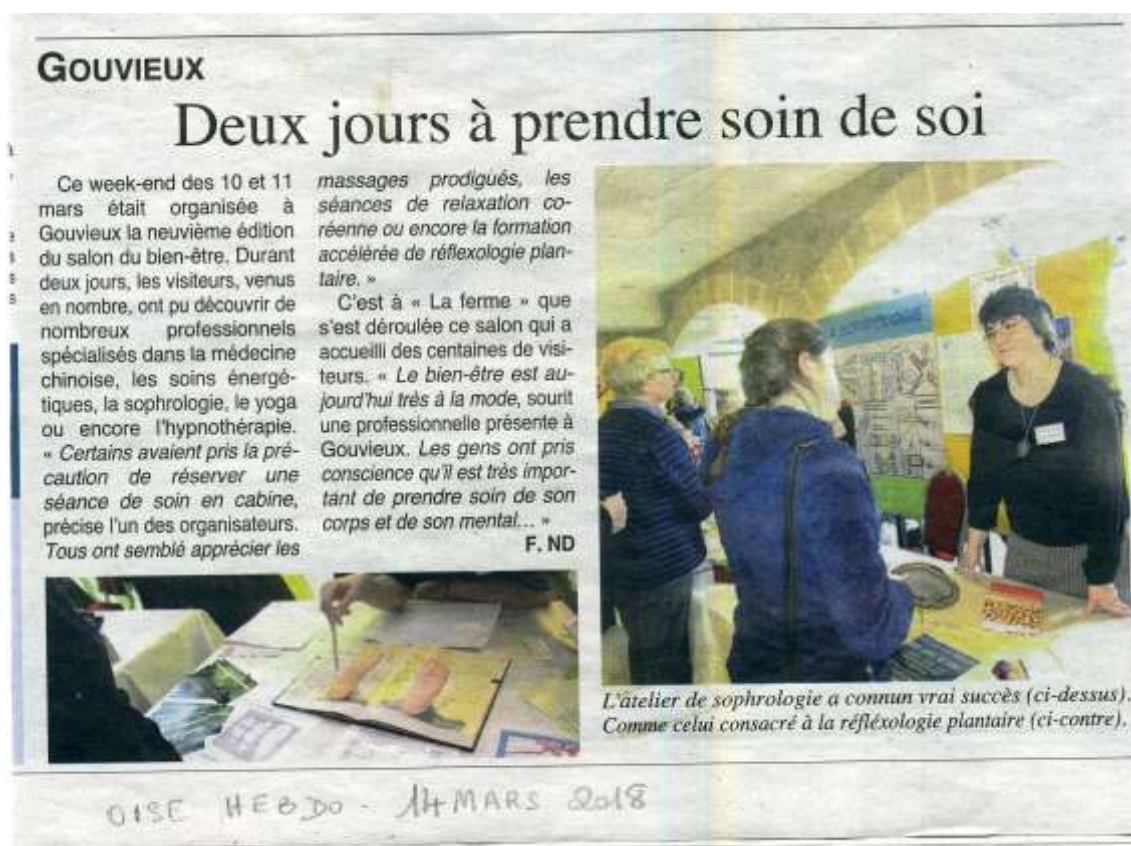 GOUVIEUX
Deux jours à prendre soin de soi
Ce week-end des 10 et 11
mars était organisée à
Gouvieux la neuvième édition
du salon du bien-être. Durant
deux jours, les visiteurs, venus
en nombre, ont pu découvrir de
nombreux professionnels
spécialisés dans la médecine
chinoise, les soins énergé-
tiques, la sophrologie, le yoga
ou encore l'hypnothérapie.
« Certains avaient pris la pré-
caution de réserver une
séance de soin en cabine,
précise l'un des organisateurs.
Tous ont semblé apprécier les
massages prodigués, les
séances de relaxation co-
réenne ou encore la formation
accélérée de réflexologie plan-
taire. »
C'est à « La ferme » que
s'est déroulée ce salon qui a
accueilli des centaines de visi-
teurs. « Le bien-être est au-
jourd'hui très à la mode, sourit
une professionnelle présente à
Gouvieux. Les gens ont pris
conscience qu'il est très impor-
tant de prendre soin de son
corps et de son mental... »
F. ND
L'atelier de sophrologie a connun vrai succès (ci-dessus).
Comme celui consacré à la réfléxologie plantaire (ci-contre).
OISE HEBDO - 14 MARS 2018